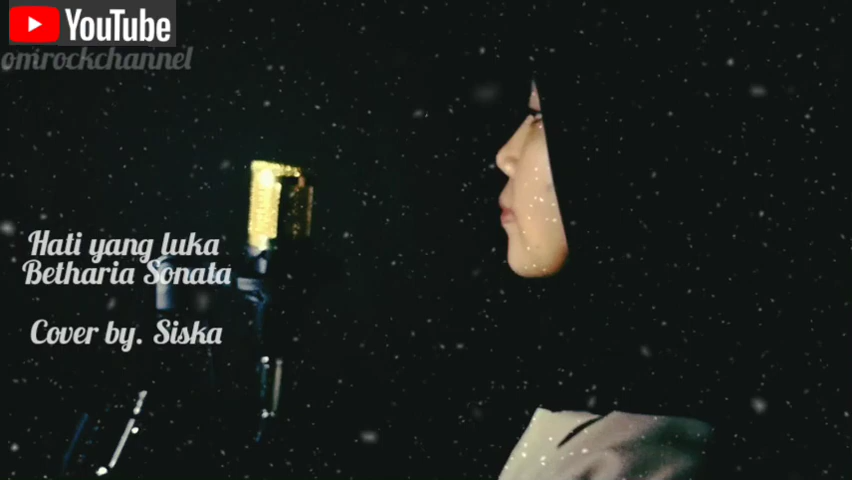 YouTube
omrockchannel
Hati yang luka
Betharia Sonata
Cover by. Siska